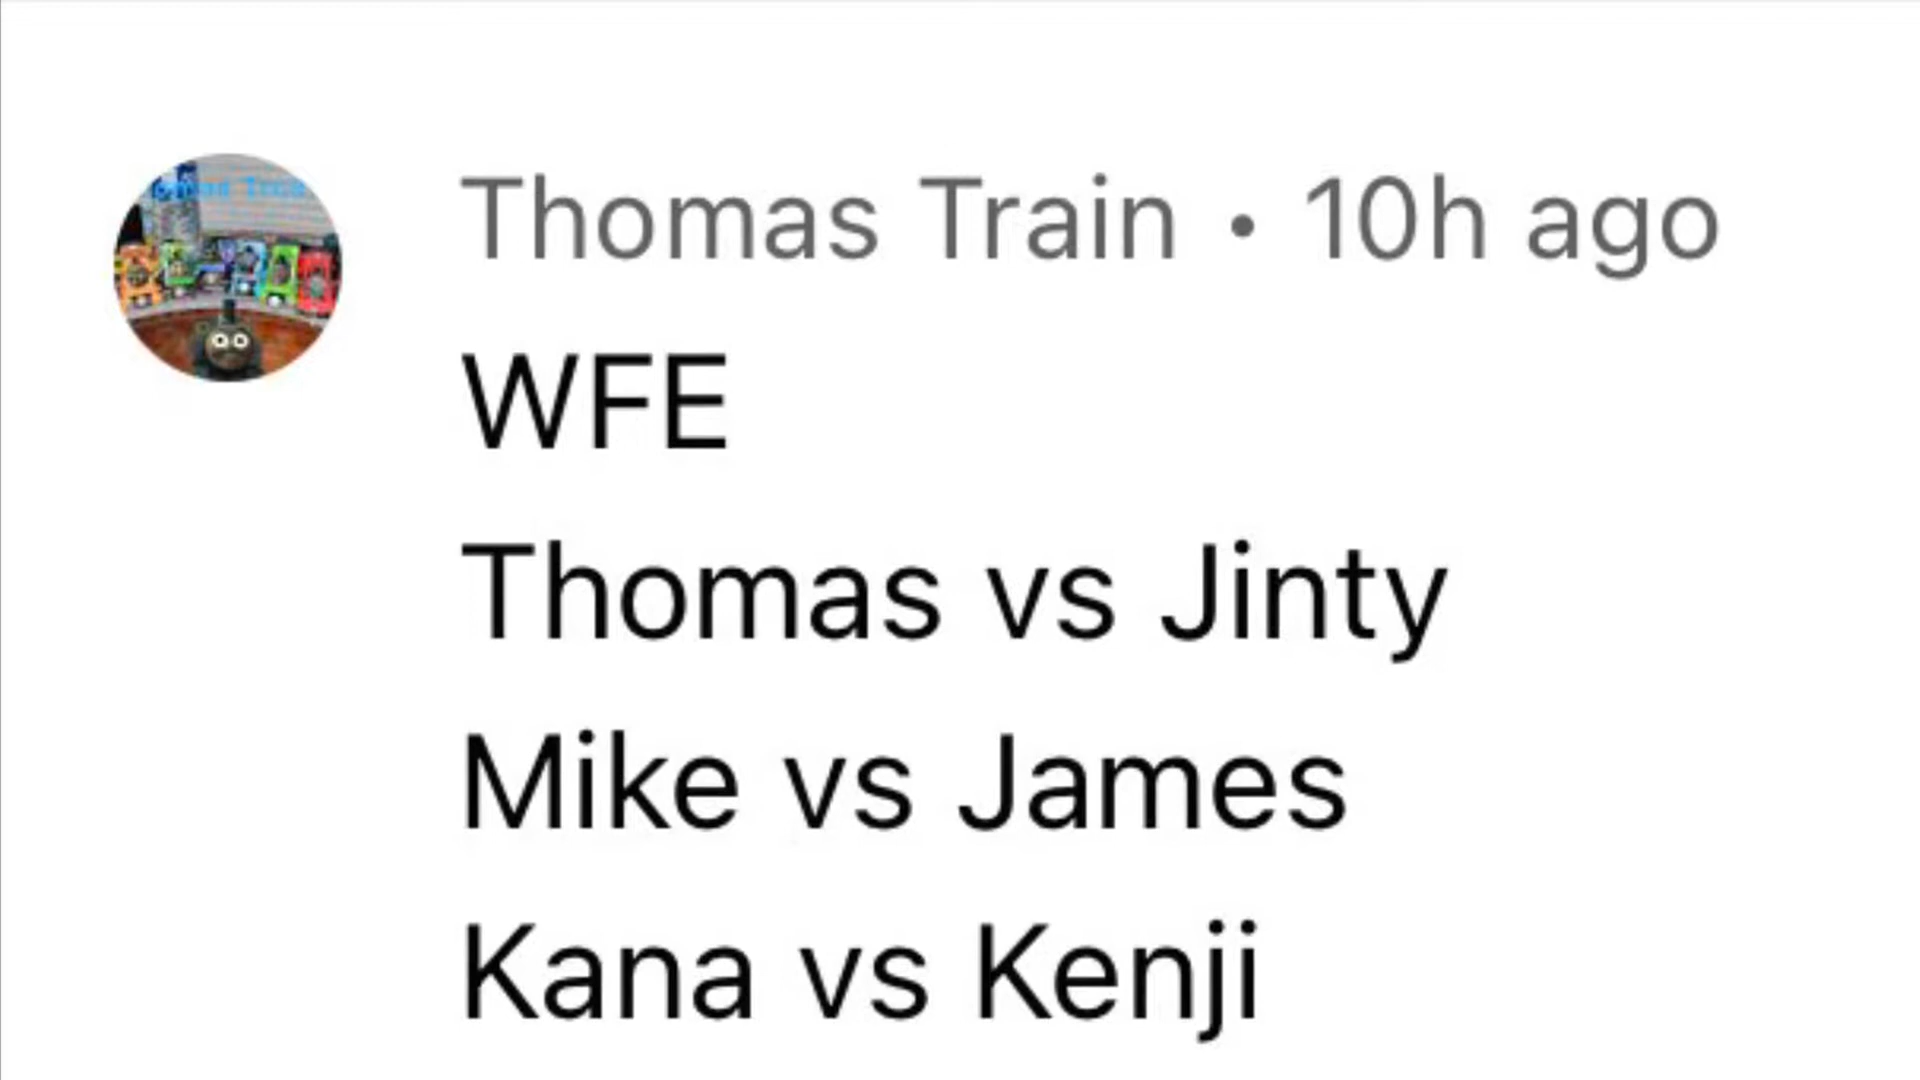 Thomas Train • 10h ago
WFE
Thomas vs Jinty
Mike vs James
Kana vs Kenji